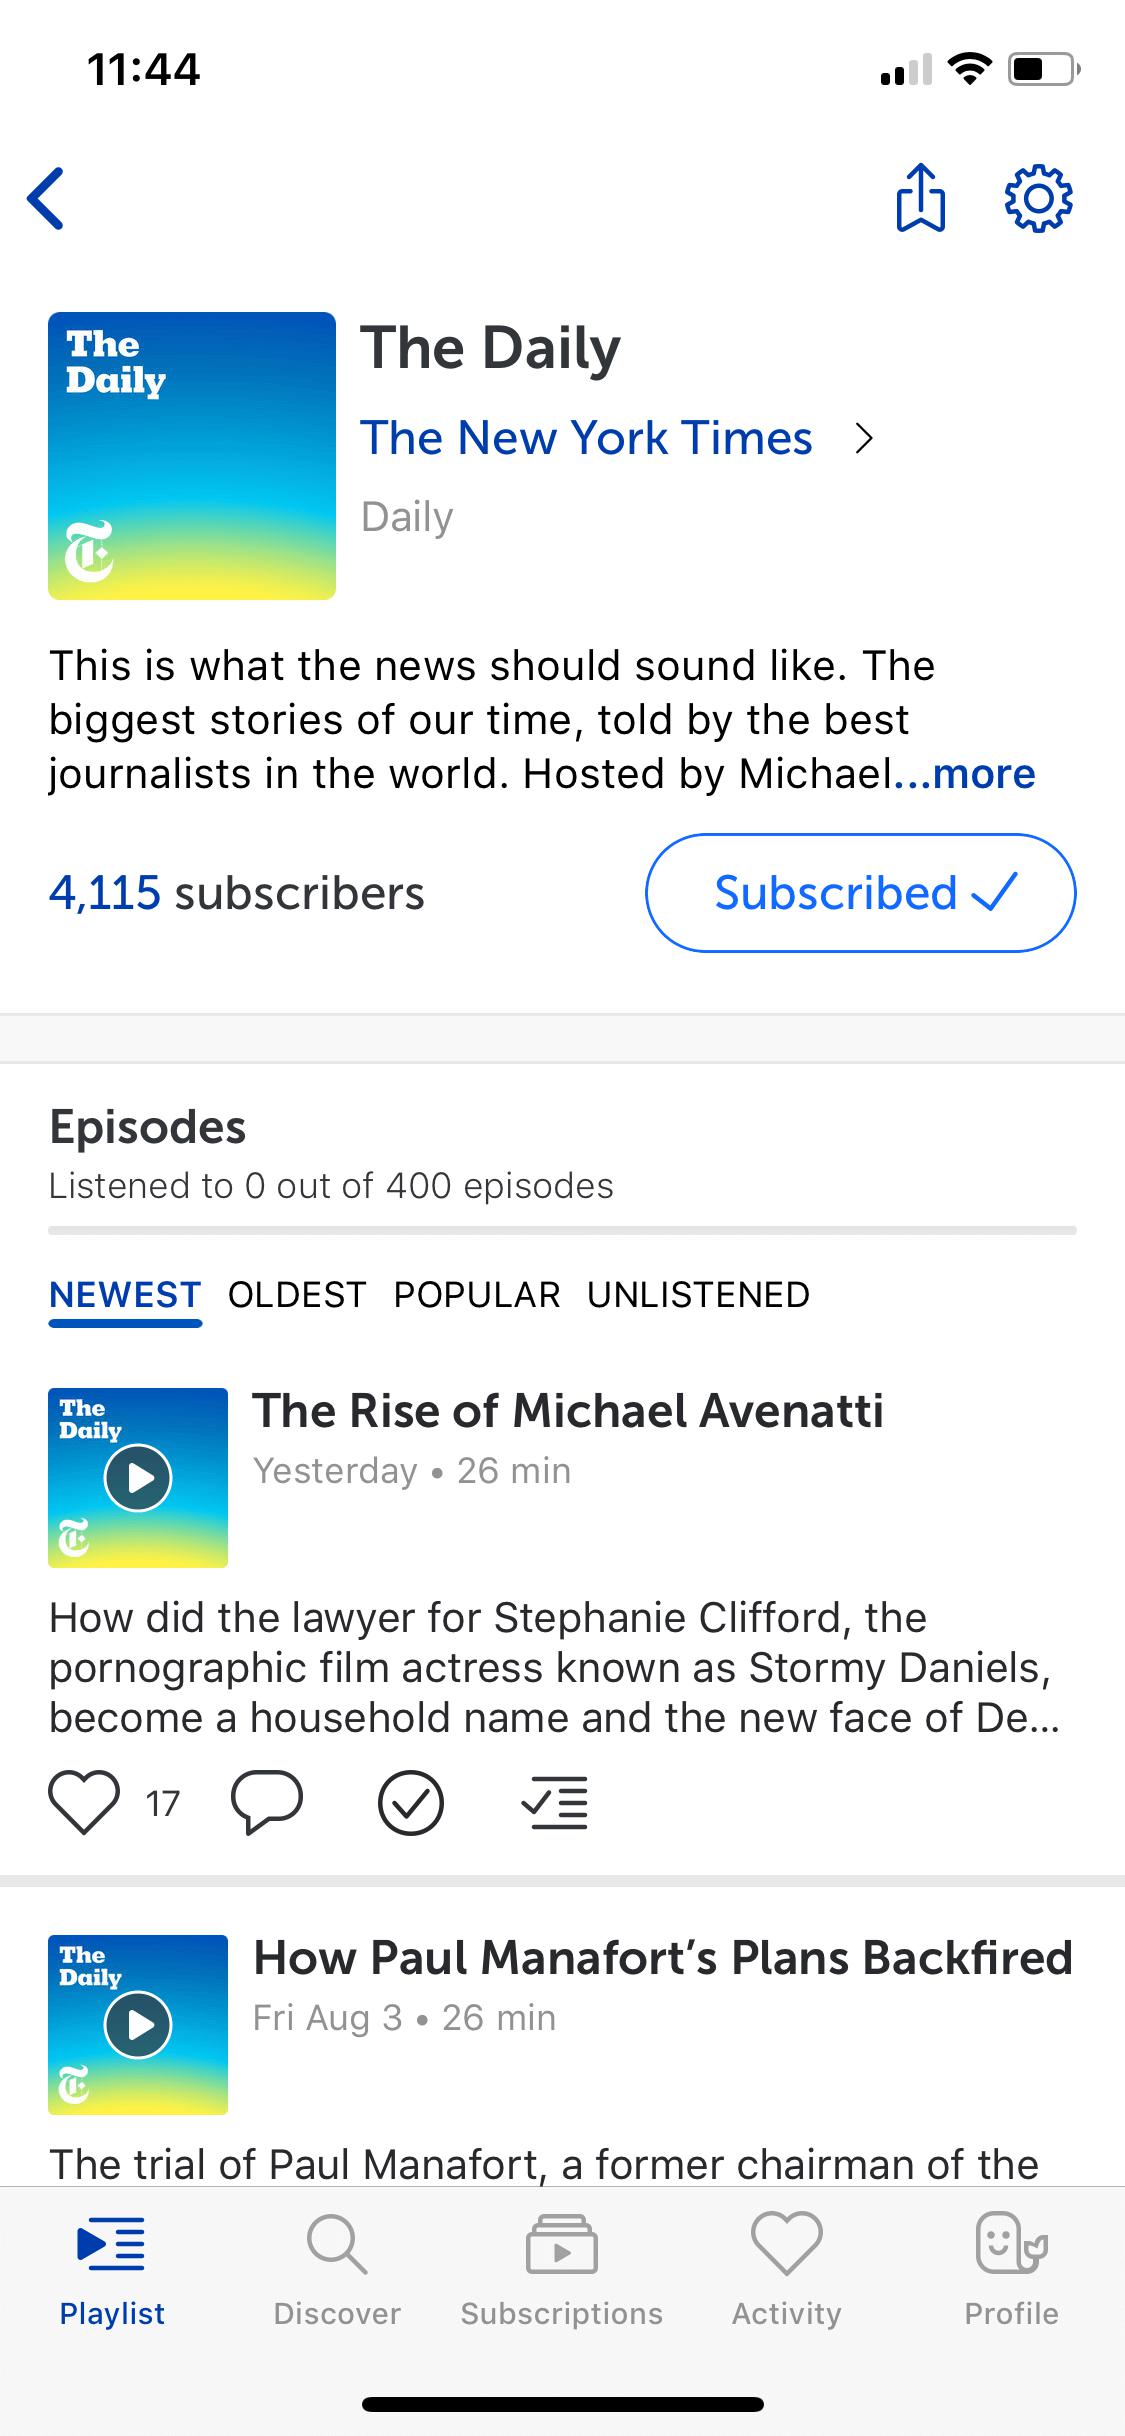 11:44
The
Daily
The Daily
The New York Times
Daily
This is what the news should sound like. The
biggest stories of our time, told by the best
journalists in the world. Hosted by Michael...more
4,115 subscribers
Subscribed
Episodes
Listened to 0 out of 400 episodes
NEWEST OLDEST POPULAR UNLISTENED
The
Daily
The Rise of Michael Avenatti
Yesterday • 26 min
How did the lawyer for Stephanie Clifford, the
pornographic film actress known as Stormy Daniels,
become a household name and the new face of De...
17
The
Daily
How Paul Manafort’s Plans Backfired
Fri Aug 3 • 26 min
The trial of Paul Manafort, a former chairman of the
Playlist Discover Subscriptions Activity Profile